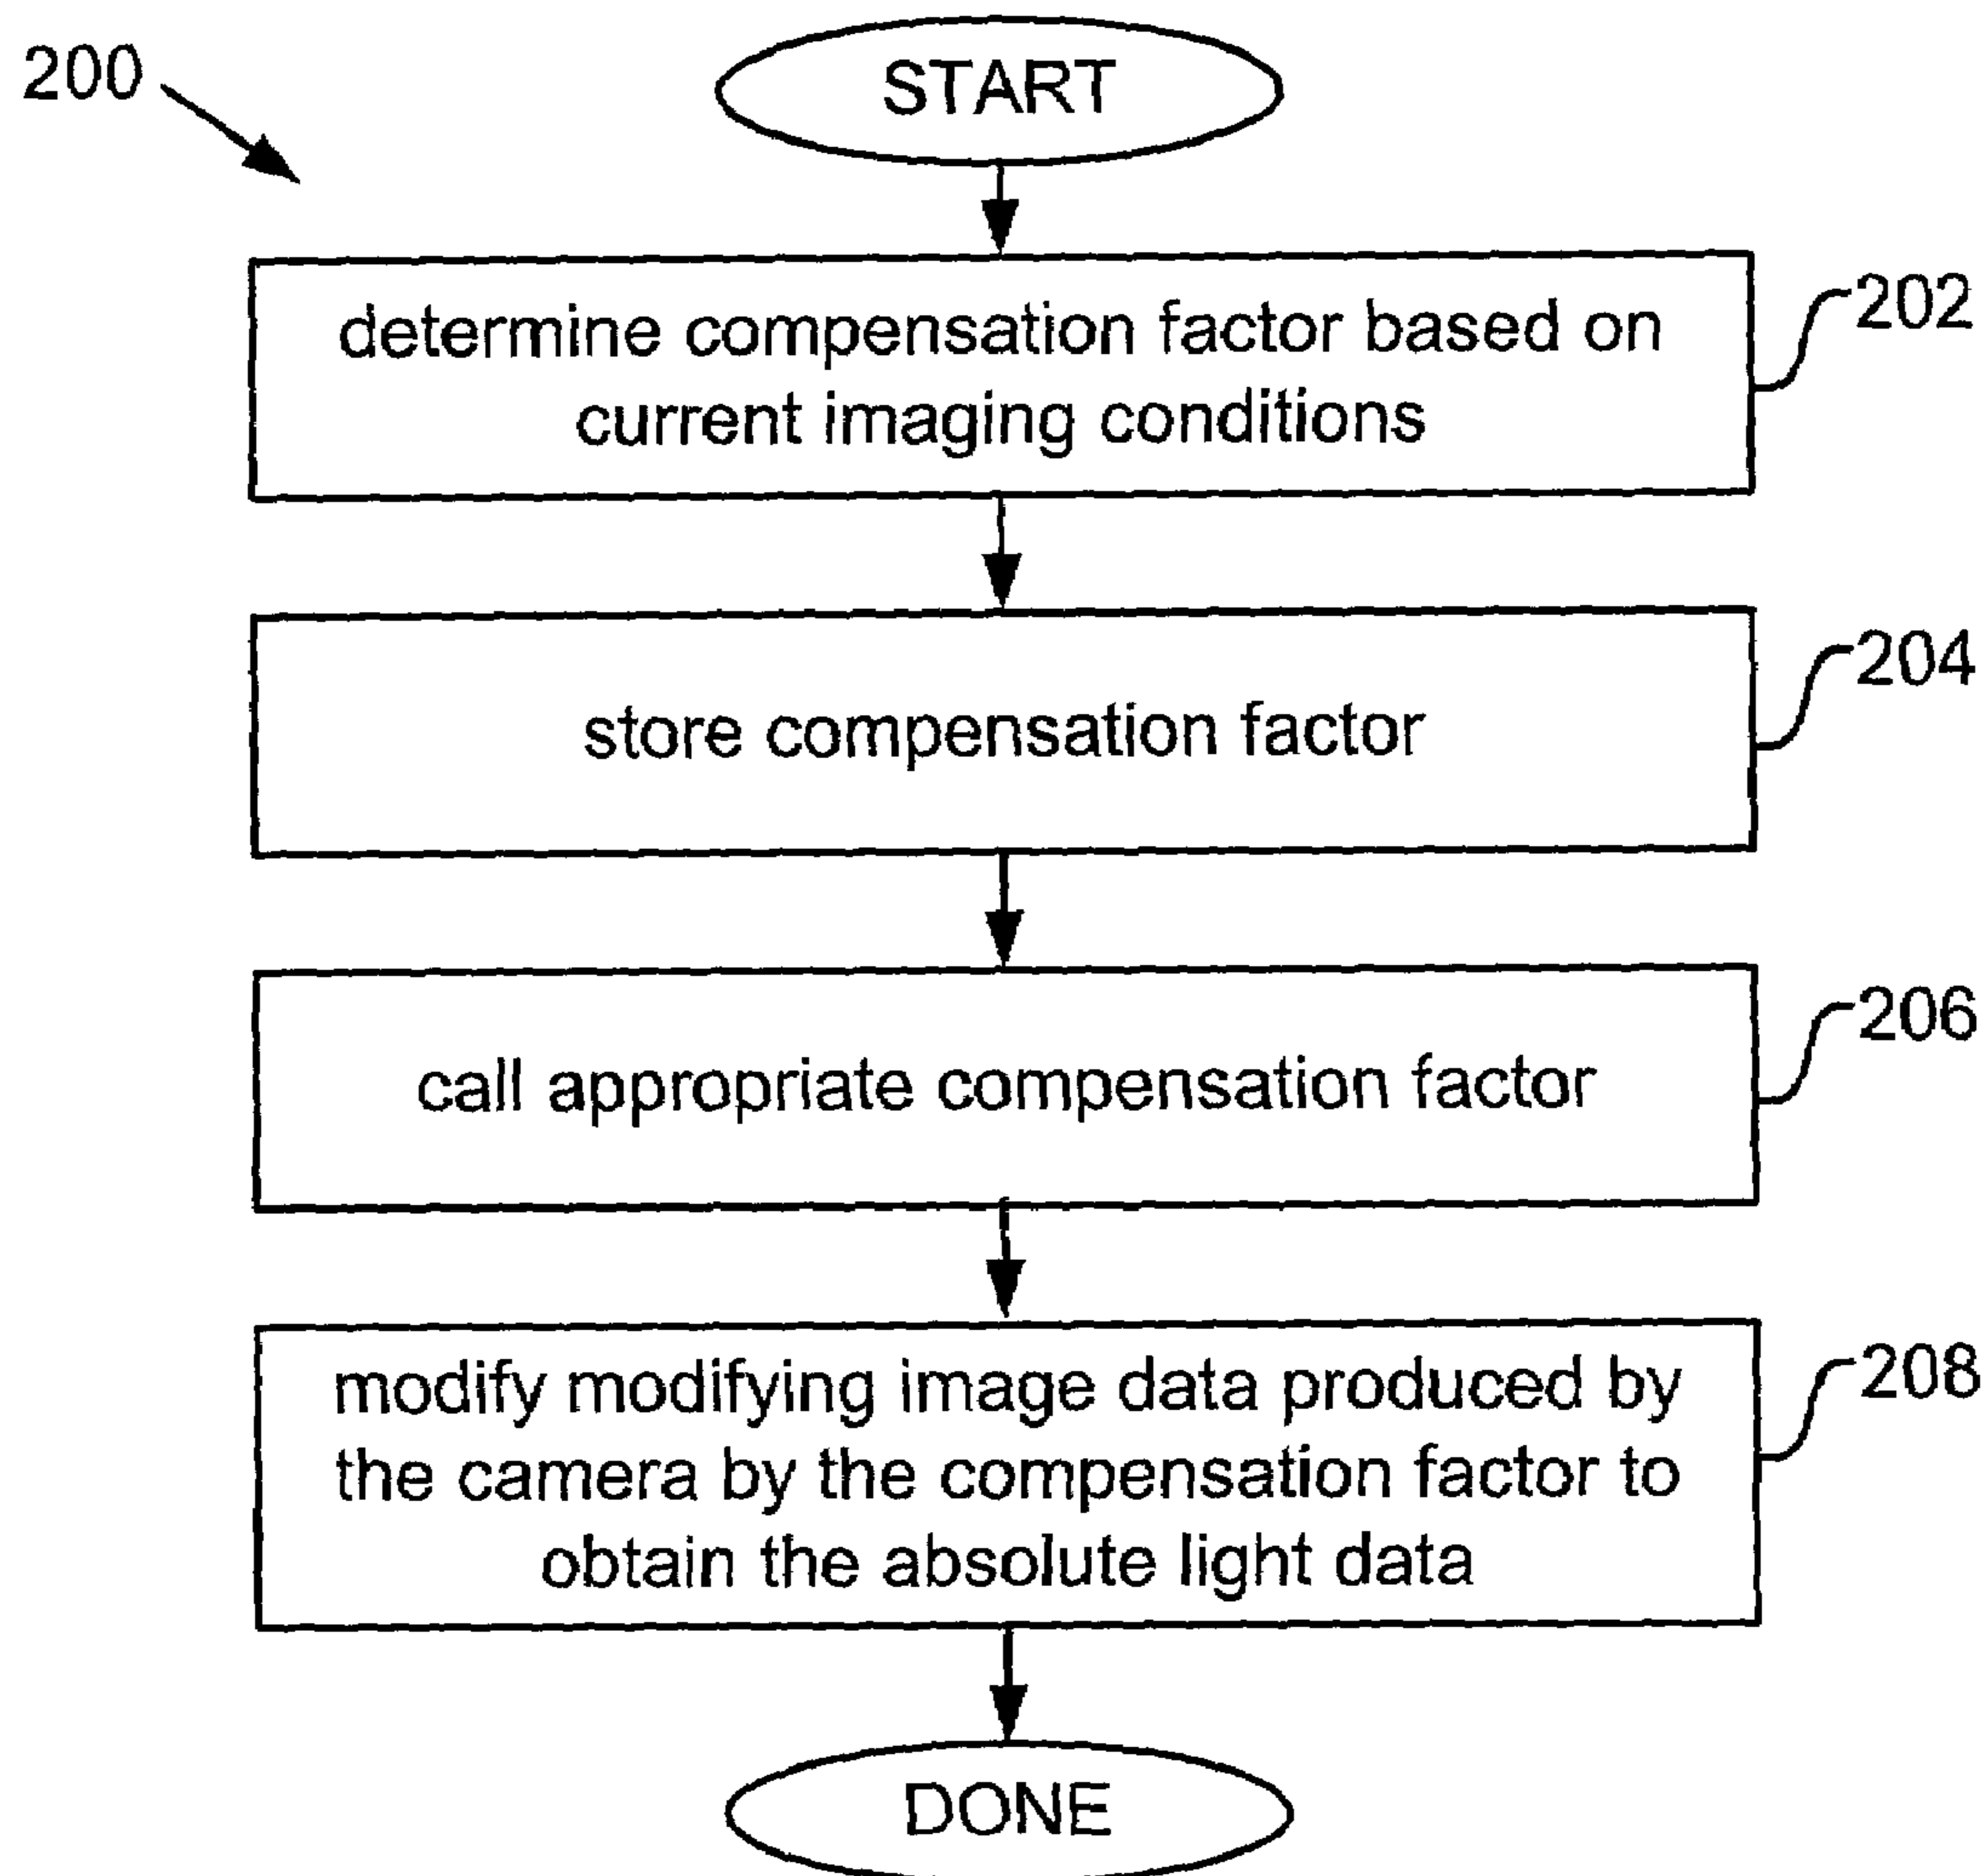 200
START
determine compensation factor based on
current imaging conditions
202
store compensation factor
204
call appropriate compensation factor
206
modify modifying image data produced by
the camera by the compensation factor to
obtain the absolute light data
208
DONE